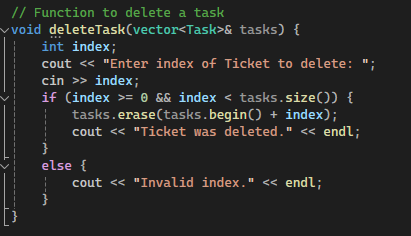 // Function to delete a task
void deleteTask(vector<Task>& tasks) {
    int index;
    cout << "Enter index of Ticket to delete: ";
    cin >> index;
    if (index >= 0 && index < tasks.size()) {
        tasks.erase(tasks.begin() + index);
        cout << "Ticket was deleted." << endl;
    }
    else {
        cout << "Invalid index." << endl;
    }
}